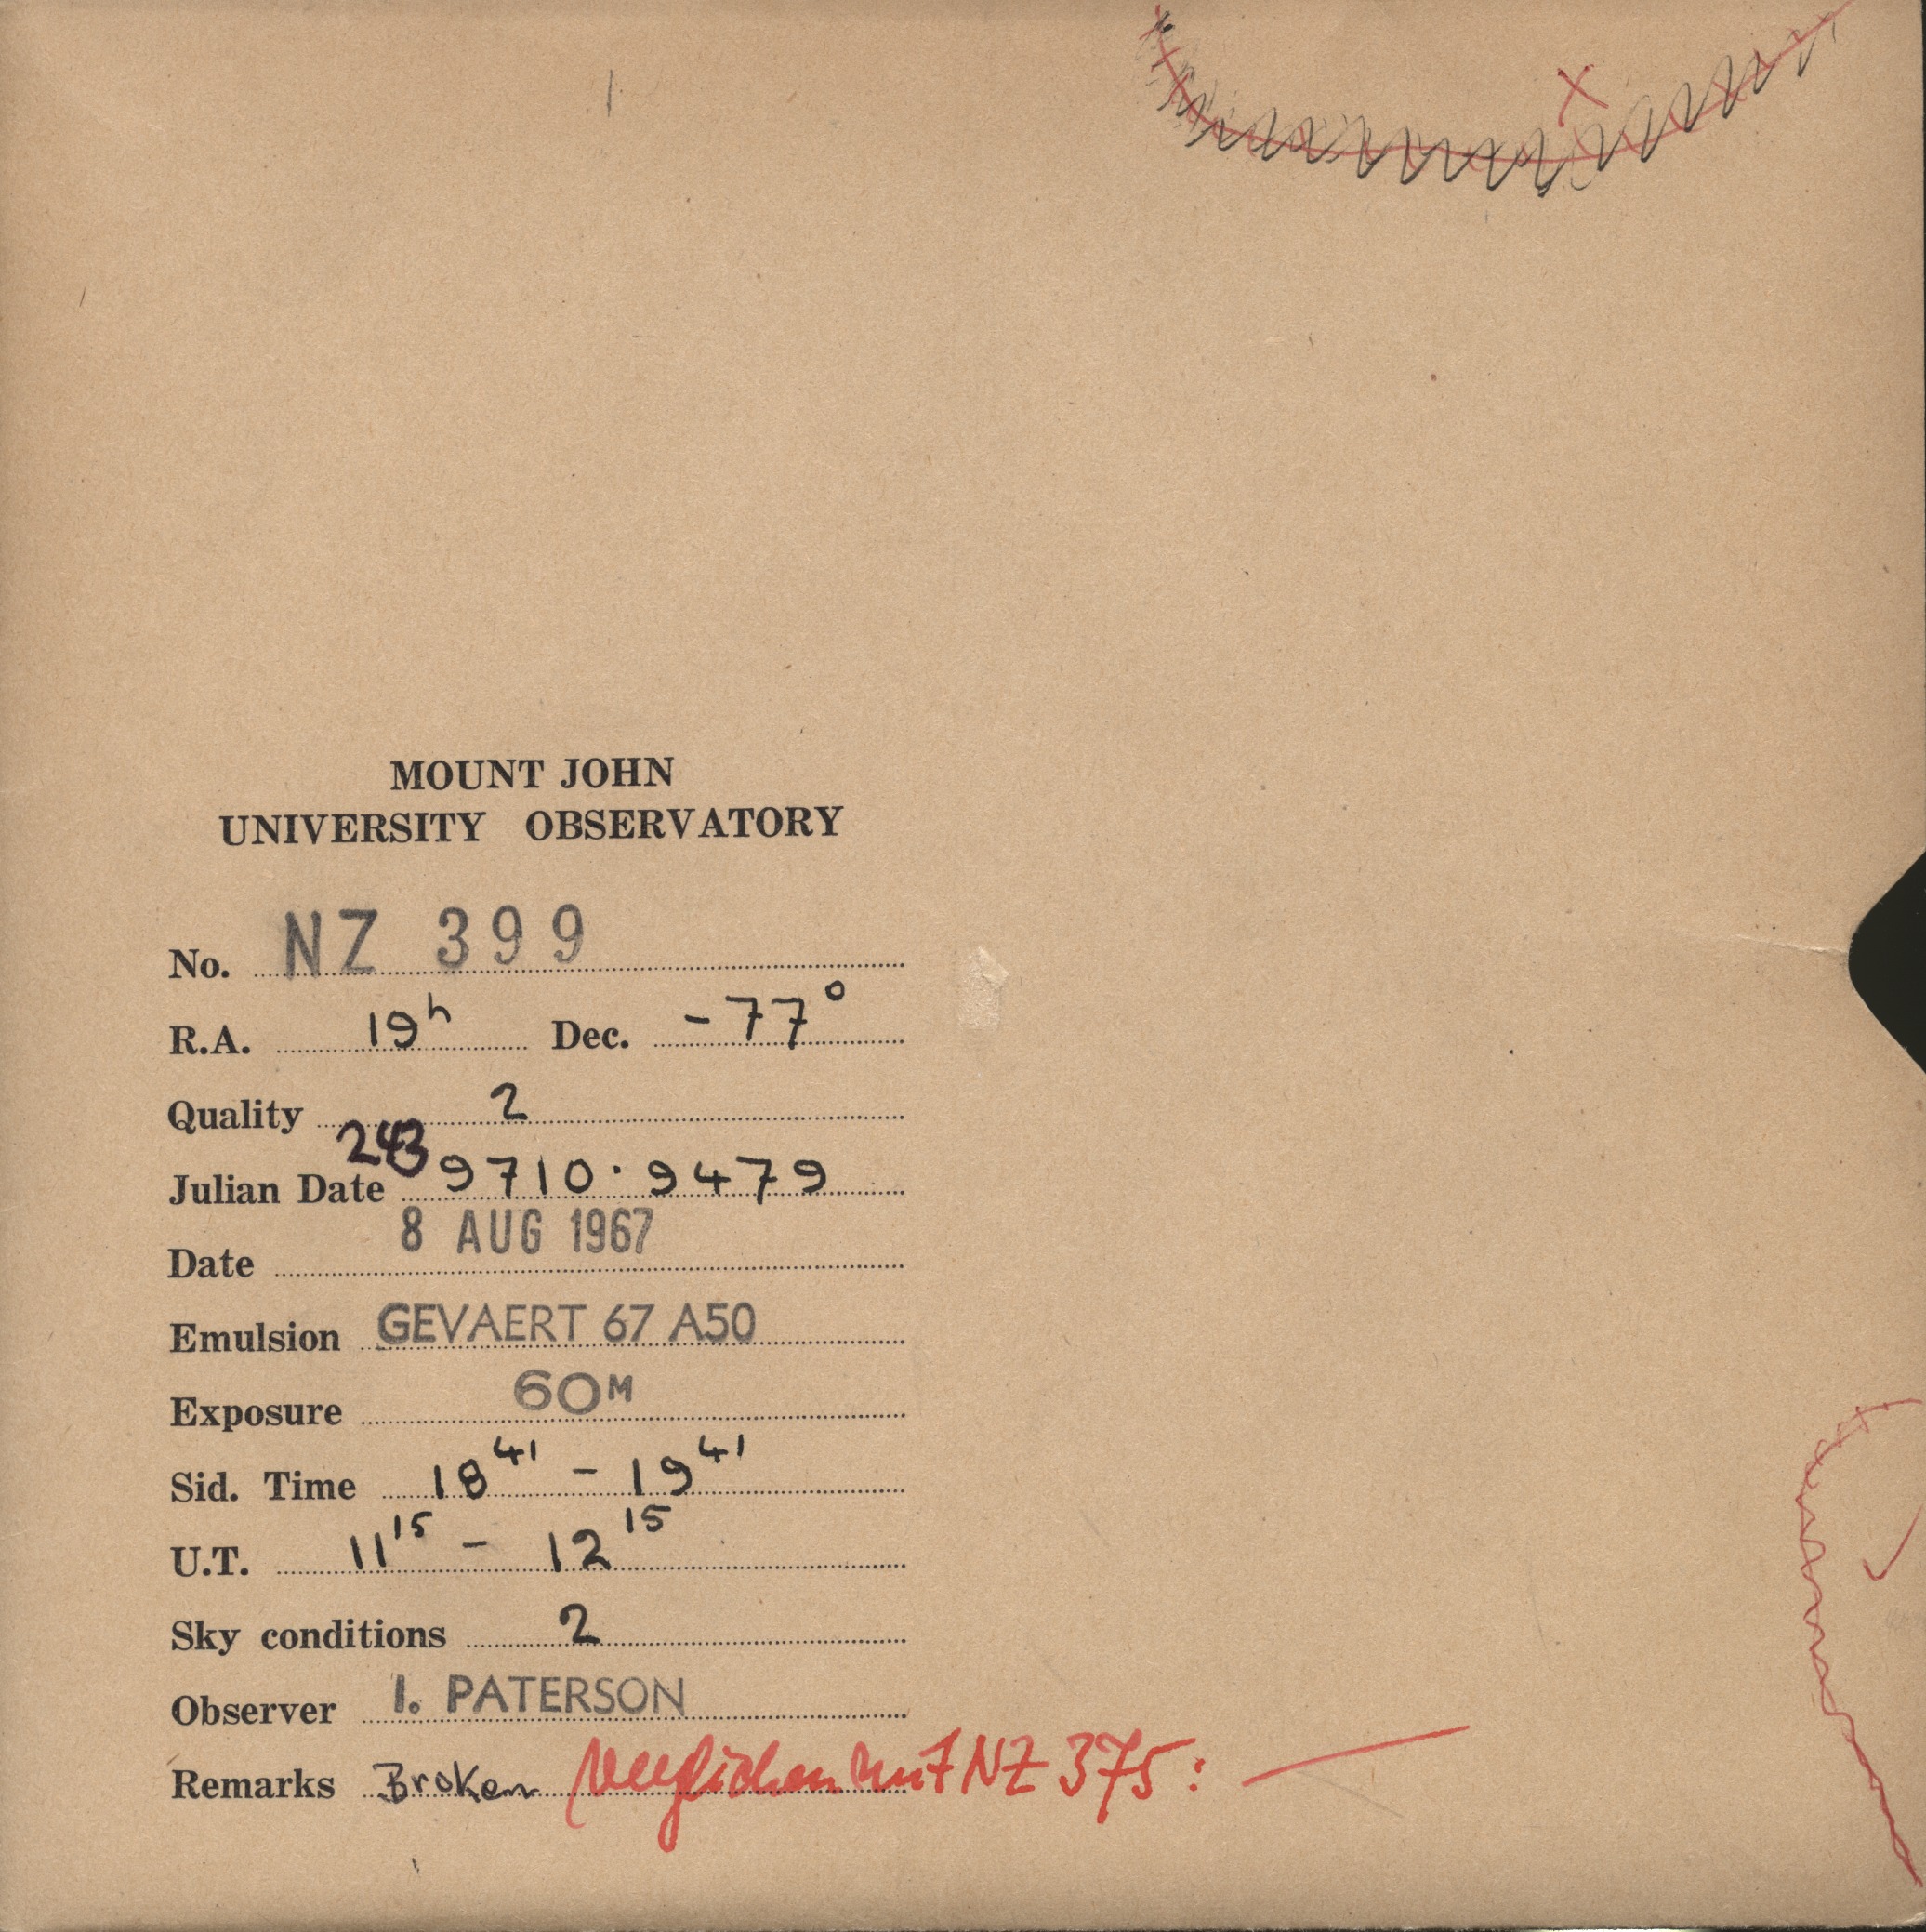 MOUNT JOHN
UNIVERSITY OBSERVATORY
No. NZ 399
R.A. 19h Dec. -77°
Quality 2
Julian Date 2439710.9479
Date 8 AUG 1967
Emulsion GEVAERT 67 A50
Exposure 60M
Sid. Time 18 41 - 19 41
U.T. 11 15 - 12 15
Sky conditions 2
Observer I. PATERSON
Remarks Broken verglichen mit NZ 375: —